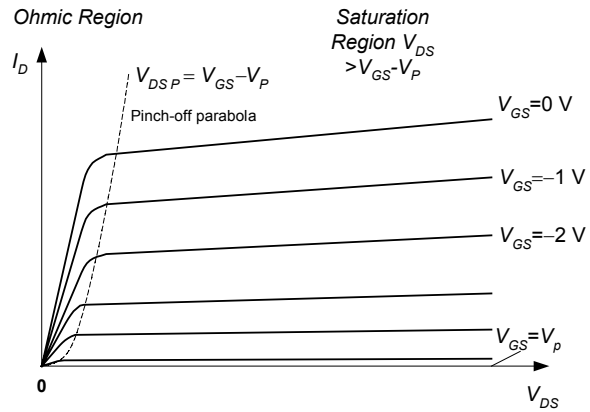 Ohmic Region
Saturation
Region V_DS
>V_GS-V_P
I_D
V_DS P = V_GS–V_P
Pinch-off parabola
V_GS=0 V
V_GS=–1 V
V_GS=–2 V
V_GS=V_p
0
V_DS